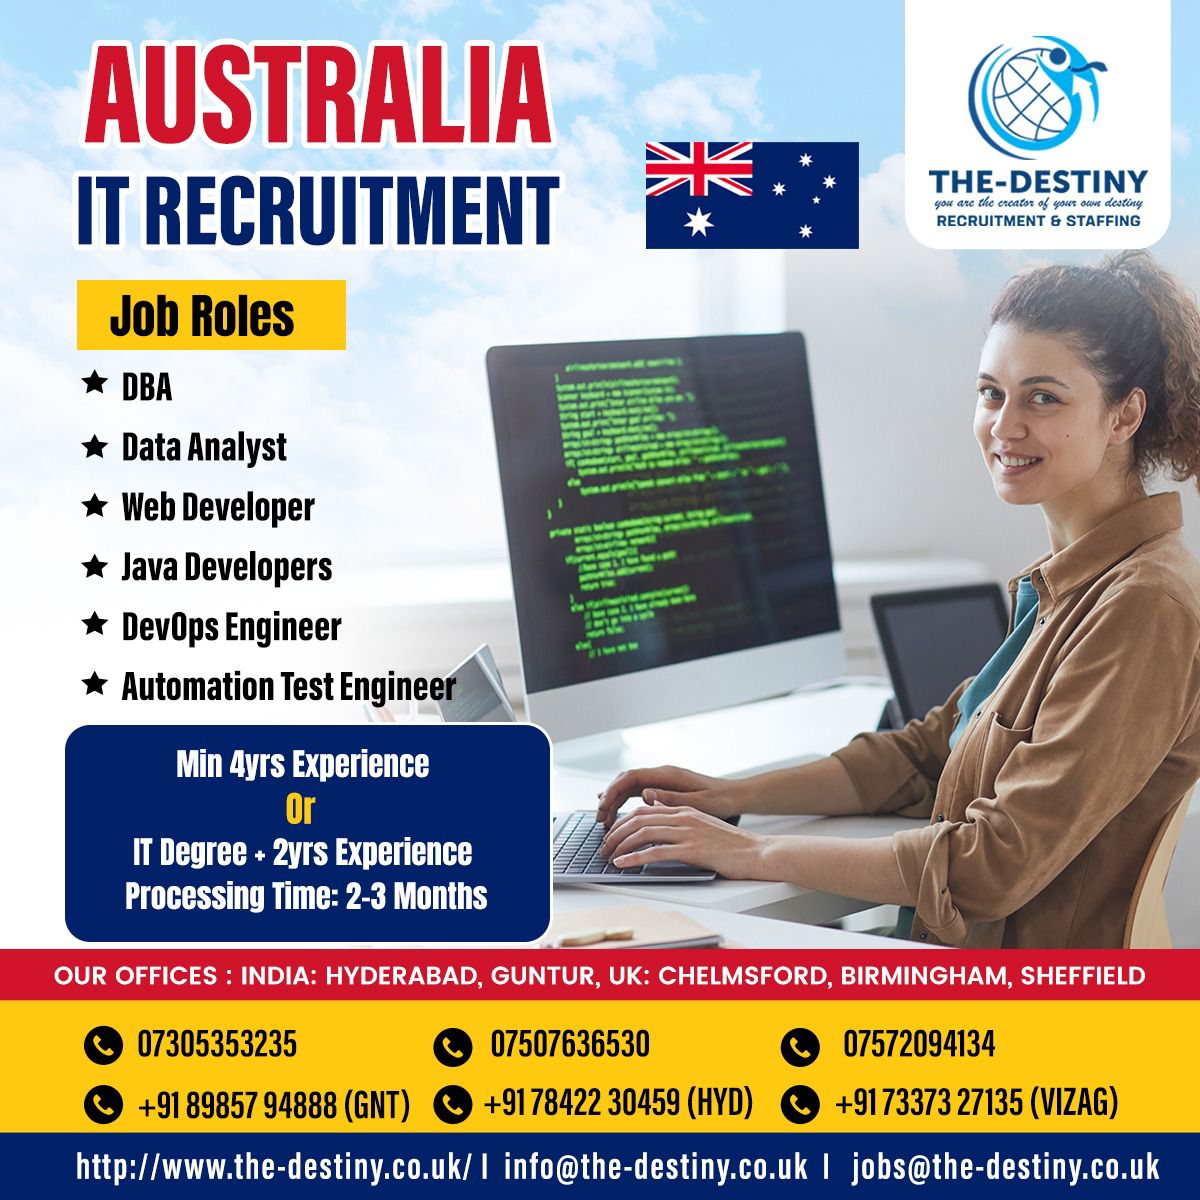 AUSTRALIA
IT RECRUITMENT
THE-DESTINY
you are the creator of your own destiny
RECRUITMENT & STAFFING
Job Roles
★ DBA
★ Data Analyst
★ Web Developer
★ Java Developers
★ DevOps Engineer
★ Automation Test Engineer
Min 4yrs Experience
Or
IT Degree + 2yrs Experience
Processing Time: 2-3 Months
OUR OFFICES : INDIA: HYDERABAD, GUNTUR, UK: CHELMSFORD, BIRMINGHAM, SHEFFIELD
07305353235 07507636530 07572094134
+91 89857 94888 (GNT) +91 78422 30459 (HYD) +91 73373 27135 (VIZAG)
http://www.the-destiny.co.uk/ | info@the-destiny.co.uk | jobs@the-destiny.co.uk